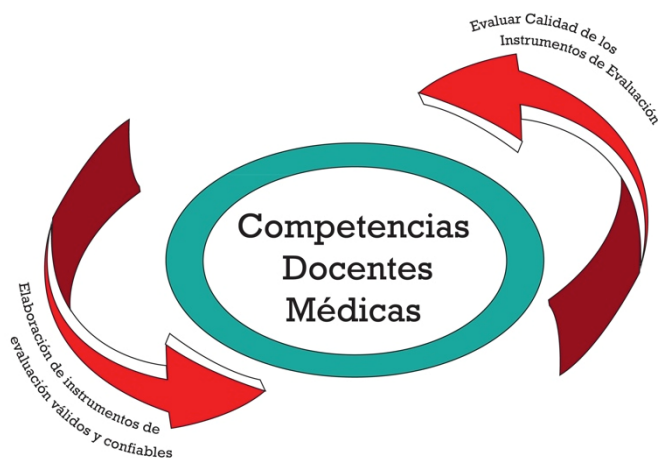 Evaluar Calidad de los
Instrumentos de Evaluación
Competencias
Docentes
Médicas
Elaboración de instrumentos de
evaluación válidos y confiables